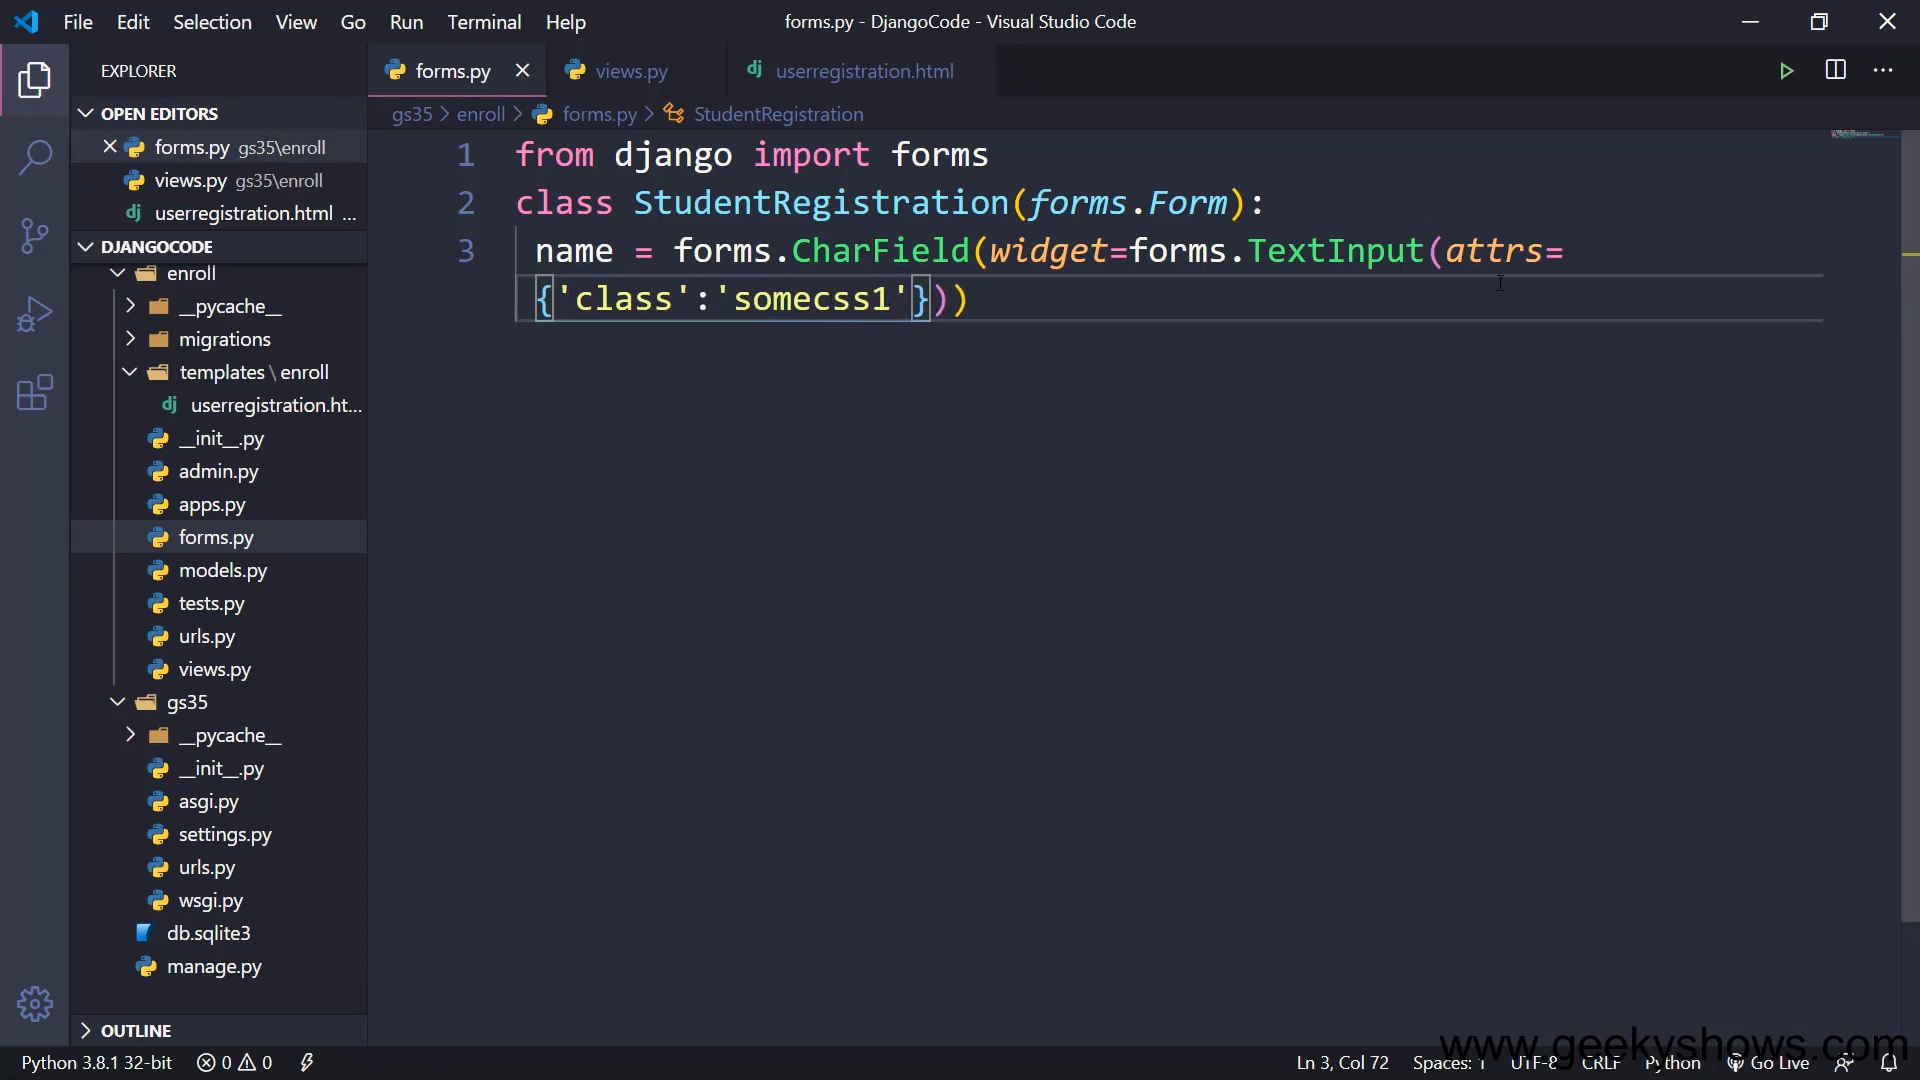 File Edit Selection View Go Run Terminal Help
forms.py - DjangoCode - Visual Studio Code
EXPLORER
OPEN EDITORS
forms.py gs35\enroll
views.py gs35\enroll
userregistration.html ...
DJANGOCODE
enroll
__pycache__
migrations
templates \ enroll
userregistration.ht...
__init__.py
admin.py
apps.py
forms.py
models.py
tests.py
urls.py
views.py
gs35
__pycache__
__init__.py
asgi.py
settings.py
urls.py
wsgi.py
db.sqlite3
manage.py
OUTLINE
forms.py views.py userregistration.html
gs35 > enroll > forms.py > StudentRegistration
1 from django import forms
2 class StudentRegistration(forms.Form):
3 name = forms.CharField(widget=forms.TextInput(attrs=
{'class':'somecss1'}))
www.geekyshows.com
Python 3.8.1 32-bit 0 0 Ln 3, Col 72 Spaces: 1 UTF-8 CRLF Python Go Live